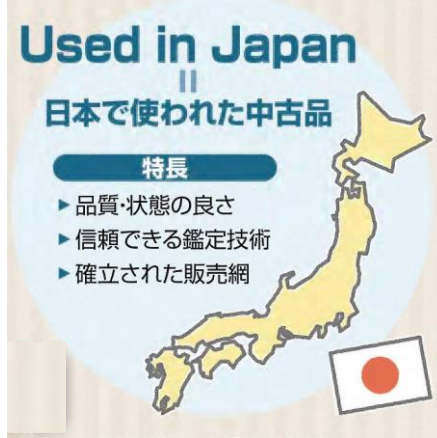 Used in Japan
=
日本で使われた中古品
特長
▶品質・状態の良さ
▶信頼できる鑑定技術
▶確立された販売網